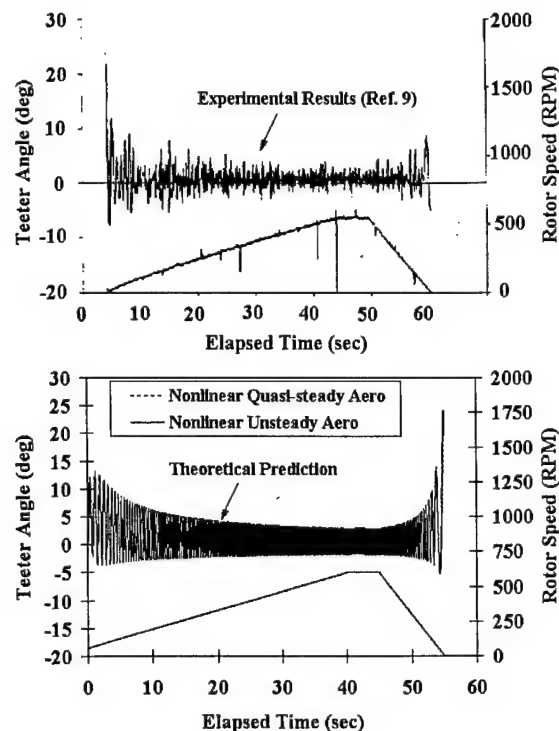 30
20
10
0
-10
-20
Teeter Angle (deg)
Experimental Results (Ref. 9)
2000
1500
1000
500
0
Rotor Speed (RPM)
0 10 20 30 40 50 60
Elapsed Time (sec)
30
25
20
15
10
5
0
-5
-10
-15
-20
Teeter Angle (deg)
Nonlinear Quasi-steady Aero
Nonlinear Unsteady Aero
Theoretical Prediction
2000
1750
1500
1250
1000
750
500
250
0
Rotor Speed (RPM)
0 10 20 30 40 50 60
Elapsed Time (sec)